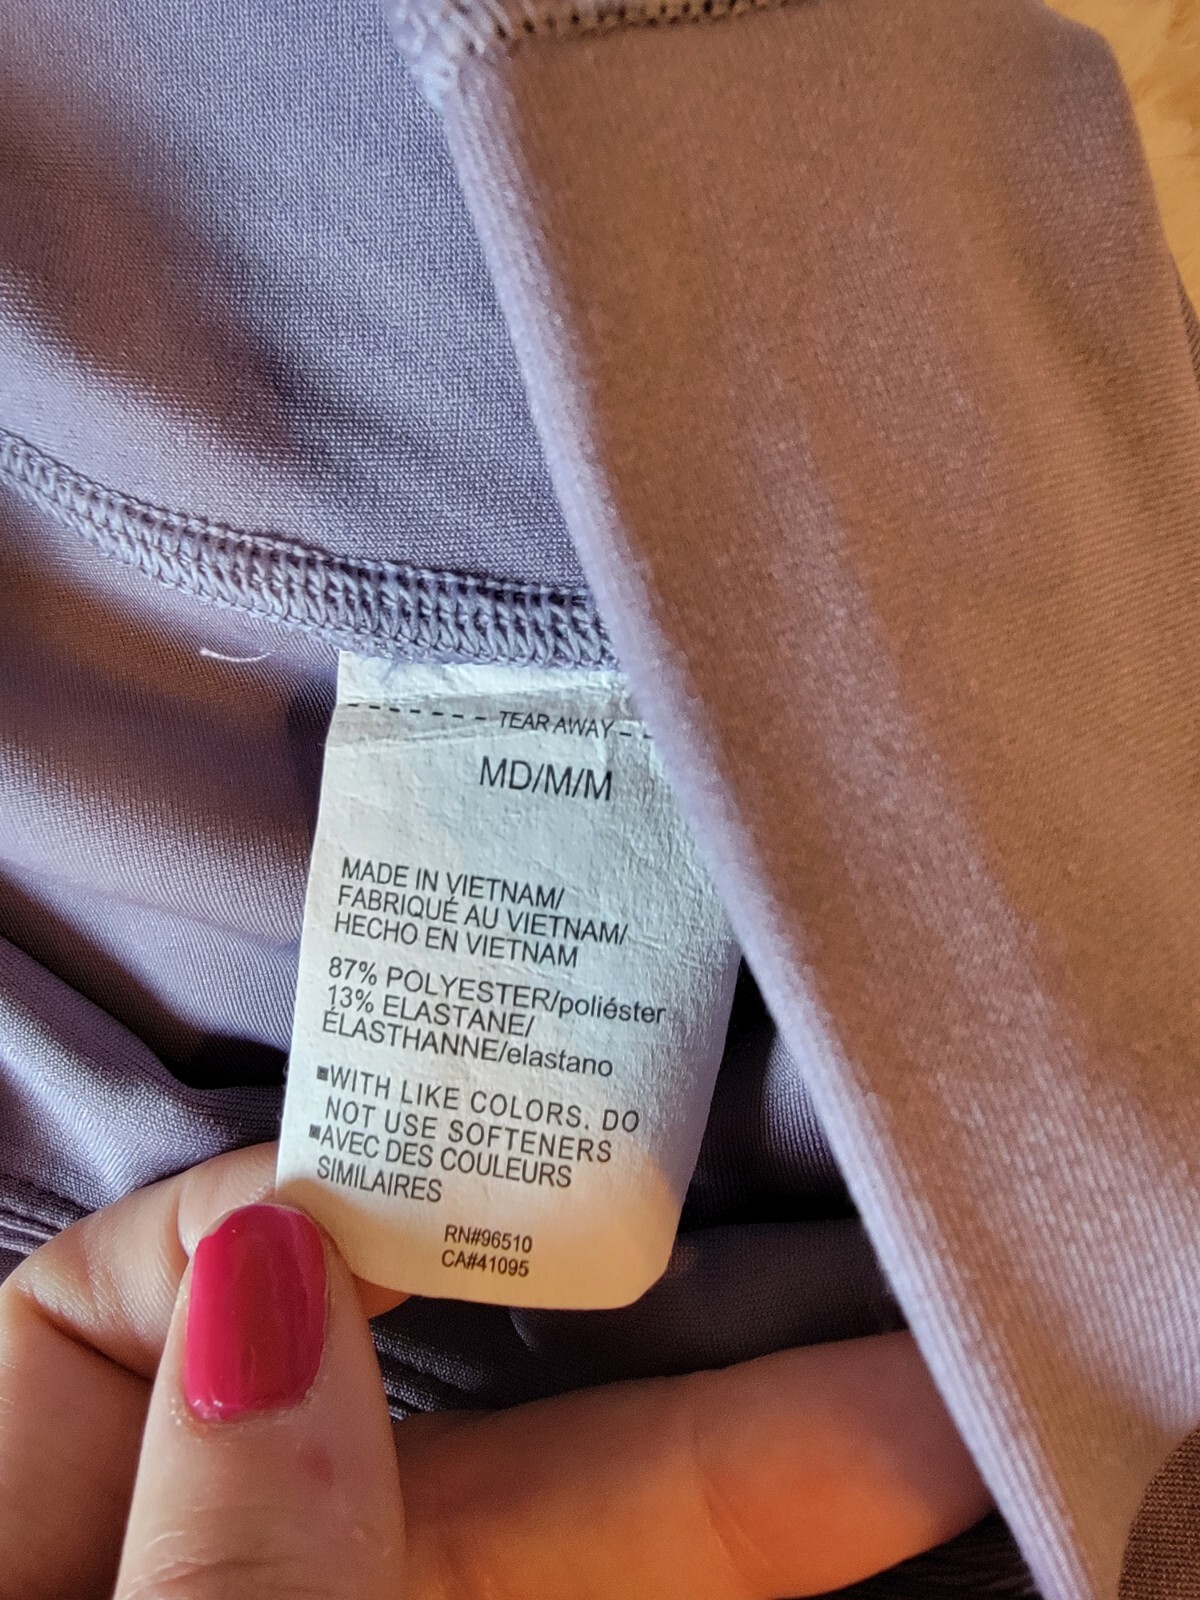 TEAR AWAY
MD/M/M
MADE IN VIETNAM/
FABRIQUÉ AU VIETNAM/
HECHO EN VIETNAM
87% POLYESTER/poliéster
13% ELASTANE/
ÉLASTHANNE/elastano
▪WITH LIKE COLORS. DO
NOT USE SOFTENERS
▪AVEC DES COULEURS
SIMILAIRES
RN#96510
CA#41095